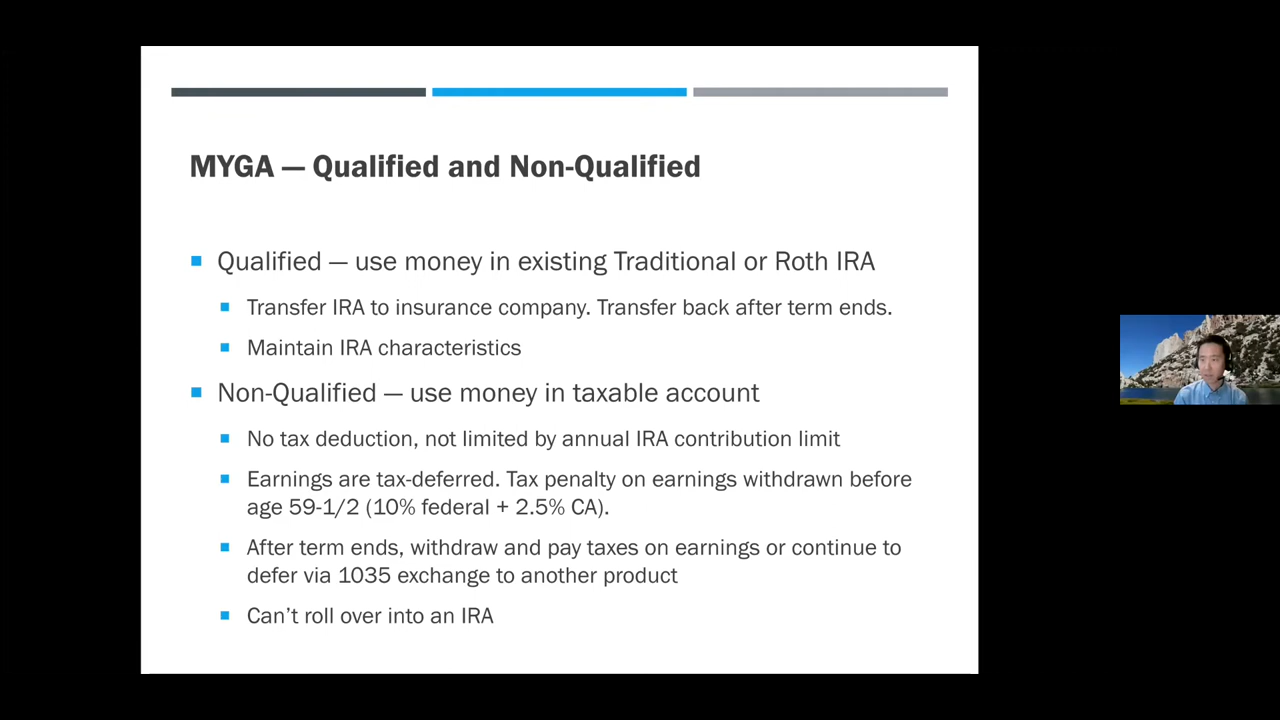 MYGA — Qualified and Non-Qualified
Qualified — use money in existing Traditional or Roth IRA
Transfer IRA to insurance company. Transfer back after term ends.
Maintain IRA characteristics
Non-Qualified — use money in taxable account
No tax deduction, not limited by annual IRA contribution limit
Earnings are tax-deferred. Tax penalty on earnings withdrawn before
age 59-1/2 (10% federal + 2.5% CA).
After term ends, withdraw and pay taxes on earnings or continue to
defer via 1035 exchange to another product
Can’t roll over into an IRA